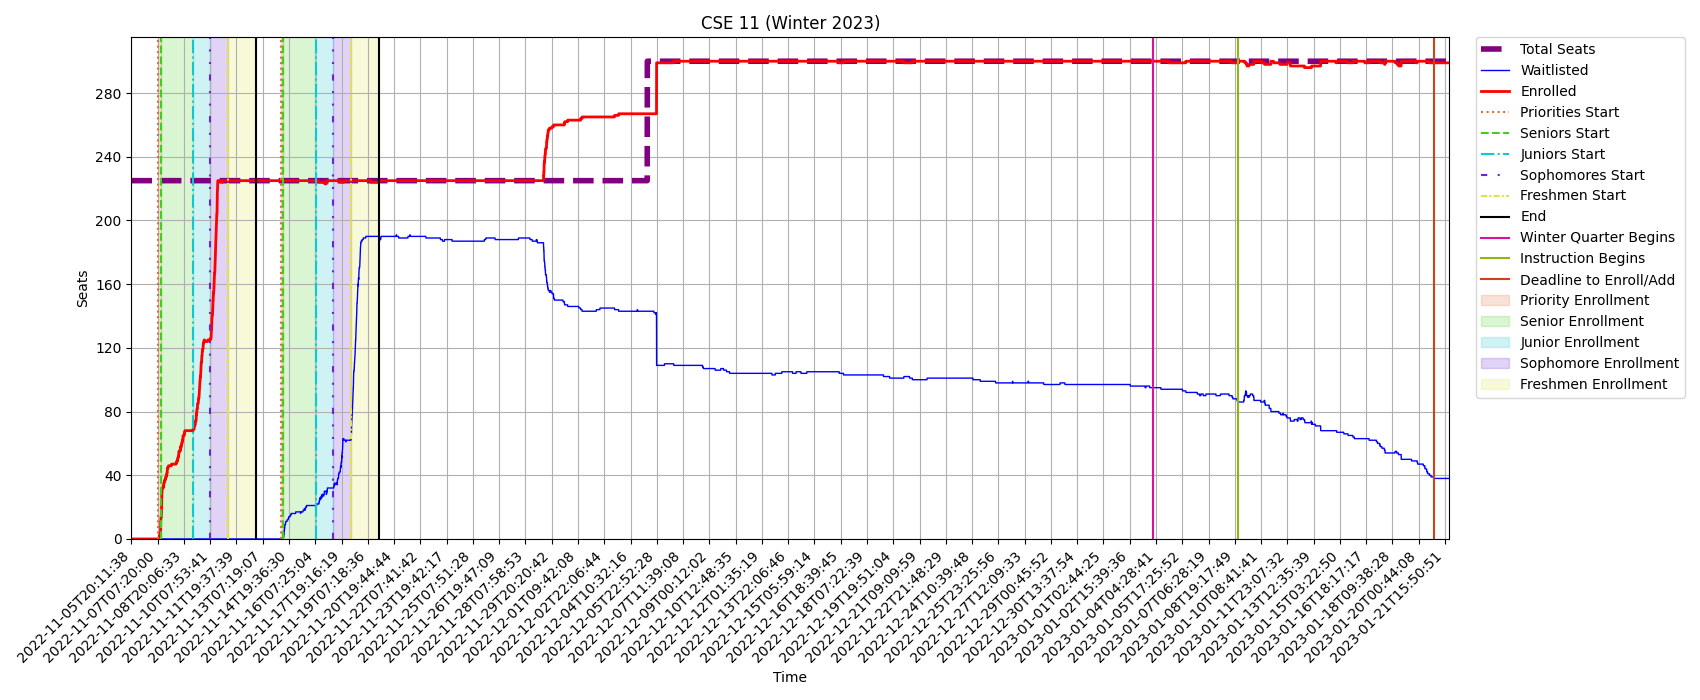 CSE 11 (Winter 2023)
Seats
280
240
200
160
120
80
40
0
2022-11-05T20:11:38
2022-11-07T07:20:00
2022-11-08T20:06:33
2022-11-10T07:53:41
2022-11-11T19:37:39
2022-11-13T07:19:07
2022-11-14T19:36:30
2022-11-16T07:25:04
2022-11-17T19:16:19
2022-11-19T07:18:36
2022-11-20T19:44:44
2022-11-22T07:41:42
2022-11-23T19:42:17
2022-11-25T07:51:28
2022-11-26T19:47:09
2022-11-28T07:58:53
2022-11-29T20:20:42
2022-12-01T09:42:08
2022-12-02T22:06:44
2022-12-04T10:32:16
2022-12-05T22:52:28
2022-12-07T11:39:08
2022-12-09T00:12:02
2022-12-10T12:48:35
2022-12-12T01:35:19
2022-12-13T22:06:46
2022-12-15T05:59:14
2022-12-16T18:39:45
2022-12-18T07:22:39
2022-12-19T19:51:04
2022-12-21T09:09:59
2022-12-22T21:48:29
2022-12-24T10:39:48
2022-12-25T23:25:56
2022-12-27T12:09:33
2022-12-29T00:45:52
2022-12-30T13:37:54
2023-01-01T02:44:25
2023-01-02T15:39:36
2023-01-04T04:28:41
2023-01-05T17:25:52
2023-01-07T06:28:19
2023-01-08T19:17:49
2023-01-10T08:41:41
2023-01-11T23:07:32
2023-01-13T12:35:39
2023-01-15T03:22:50
2023-01-16T18:17:17
2023-01-18T09:38:28
2023-01-20T00:44:08
2023-01-21T15:50:51
Time
Total Seats
Waitlisted
Enrolled
Priorities Start
Seniors Start
Juniors Start
Sophomores Start
Freshmen Start
End
Winter Quarter Begins
Instruction Begins
Deadline to Enroll/Add
Priority Enrollment
Senior Enrollment
Junior Enrollment
Sophomore Enrollment
Freshmen Enrollment